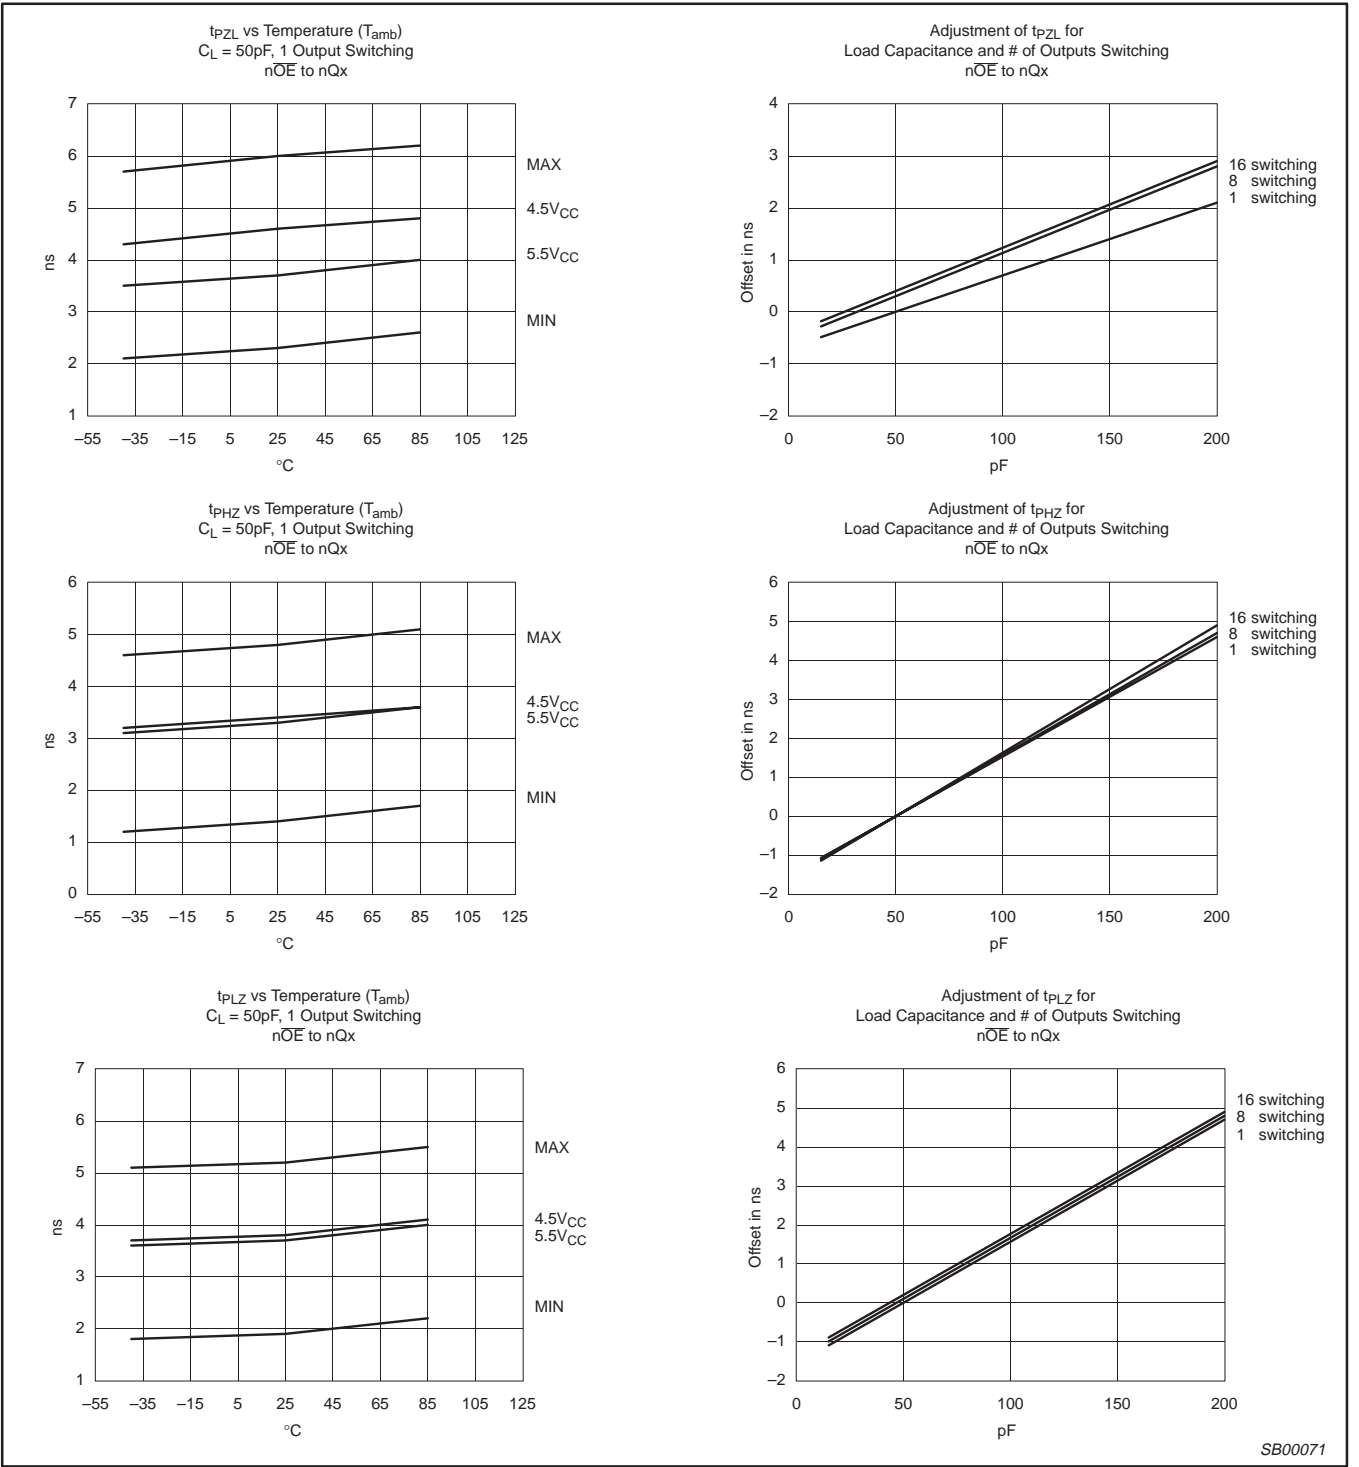 tPZL vs Temperature (Tamb)
CL = 50pF, 1 Output Switching
nOE to nQx
7
6
5
4
3
2
1
ns
MAX
4.5VCC
5.5VCC
MIN
–55 –35 –15 5 25 45 65 85 105 125
°C
Adjustment of tPZL for
Load Capacitance and # of Outputs Switching
nOE to nQx
4
3
2
1
0
–1
–2
Offset in ns
16 switching
8 switching
1 switching
0 50 100 150 200
pF
tPHZ vs Temperature (Tamb)
CL = 50pF, 1 Output Switching
nOE to nQx
6
5
4
3
2
1
0
ns
MAX
4.5VCC
5.5VCC
MIN
–55 –35 –15 5 25 45 65 85 105 125
°C
Adjustment of tPHZ for
Load Capacitance and # of Outputs Switching
nOE to nQx
6
5
4
3
2
1
0
–1
–2
Offset in ns
16 switching
8 switching
1 switching
0 50 100 150 200
pF
tPLZ vs Temperature (Tamb)
CL = 50pF, 1 Output Switching
nOE to nQx
7
6
5
4
3
2
1
ns
MAX
4.5VCC
5.5VCC
MIN
–55 –35 –15 5 25 45 65 85 105 125
°C
Adjustment of tPLZ for
Load Capacitance and # of Outputs Switching
nOE to nQx
6
5
4
3
2
1
0
–1
–2
Offset in ns
16 switching
8 switching
1 switching
0 50 100 150 200
pF
SB00071